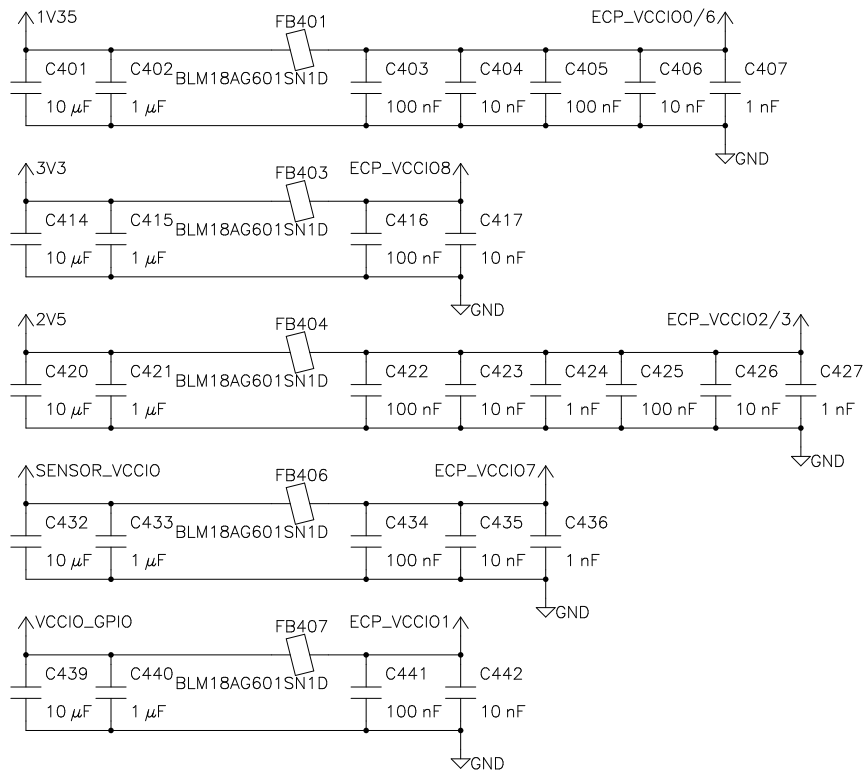 1V35 FB401 ECP_VCCIO0/6
C401 C402 BLM18AG601SN1D C403 C404 C405 C406 C407
10 µF 1 µF 100 nF 10 nF 100 nF 10 nF 1 nF
GND
3V3 FB403 ECP_VCCIO8
C414 C415 BLM18AG601SN1D C416 C417
10 µF 1 µF 100 nF 10 nF
GND
2V5 FB404 ECP_VCCIO2/3
C420 C421 BLM18AG601SN1D C422 C423 C424 C425 C426 C427
10 µF 1 µF 100 nF 10 nF 1 nF 100 nF 10 nF 1 nF
GND
SENSOR_VCCIO FB406 ECP_VCCIO7
C432 C433 BLM18AG601SN1D C434 C435 C436
10 µF 1 µF 100 nF 10 nF 1 nF
GND
VCCIO_GPIO FB407 ECP_VCCIO1
C439 C440 BLM18AG601SN1D C441 C442
10 µF 1 µF 100 nF 10 nF
GND